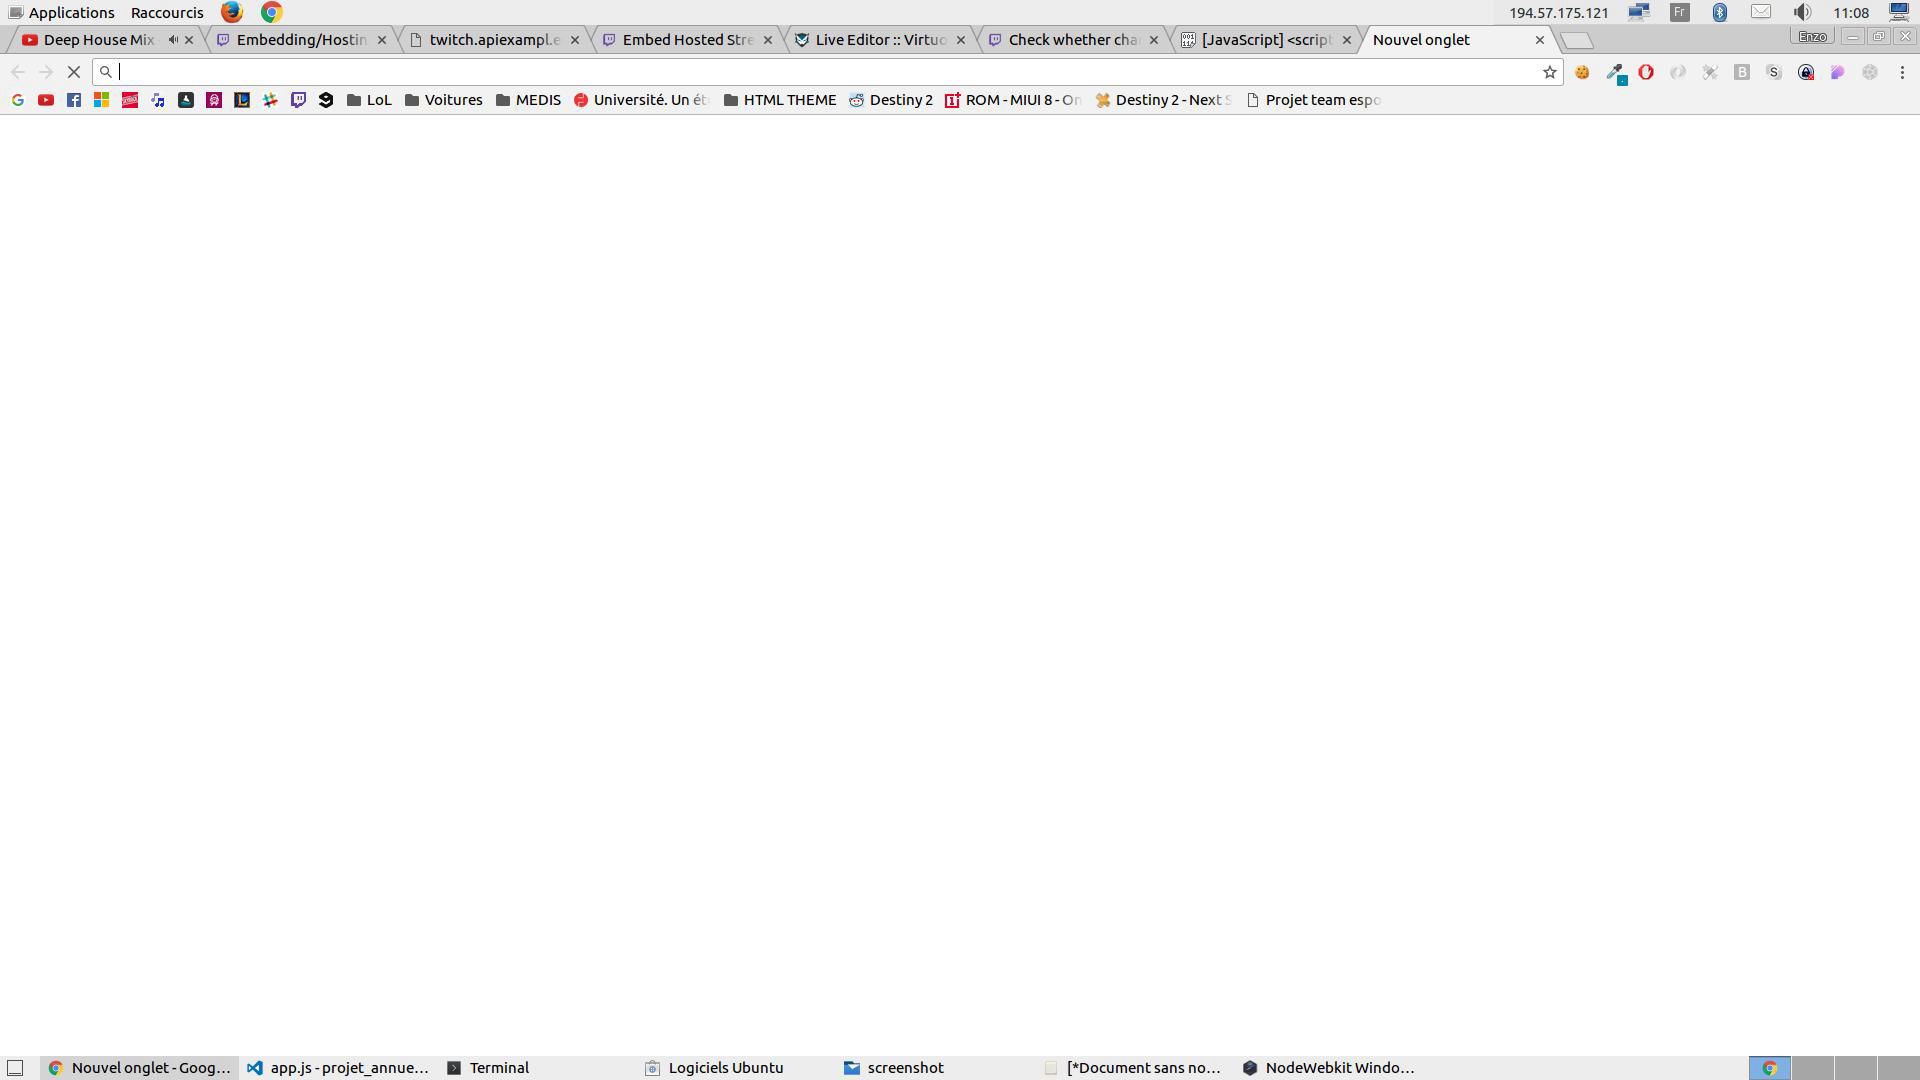 Applications Raccourcis 194.57.175.121 Fr 11:08
Deep House Mix Embedding/Hostin twitch.apiexampl.e Embed Hosted Stre Live Editor :: Virtuo Check whether cha [JavaScript] <script Nouvel onglet Enzo
LoL Voitures MEDIS Université. Un ét HTML THEME Destiny 2 ROM - MIUI 8 - On Destiny 2 - Next S Projet team espo
Nouvel onglet - Goog... app.js - projet_annue... Terminal Logiciels Ubuntu screenshot [*Document sans no... NodeWebkit Windo...